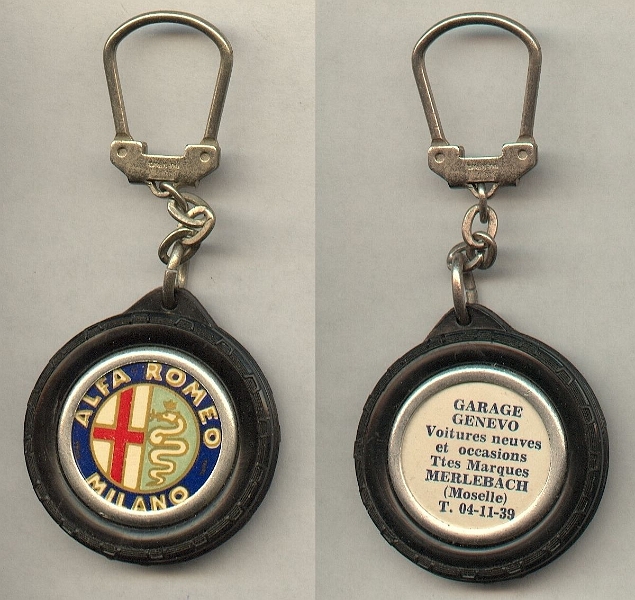 ALFA ROMEO
MILANO
GARAGE
GENEVO
Voitures neuves
et occasions
Ttes Marques
MERLEBACH
(Moselle)
T. 04-11-39